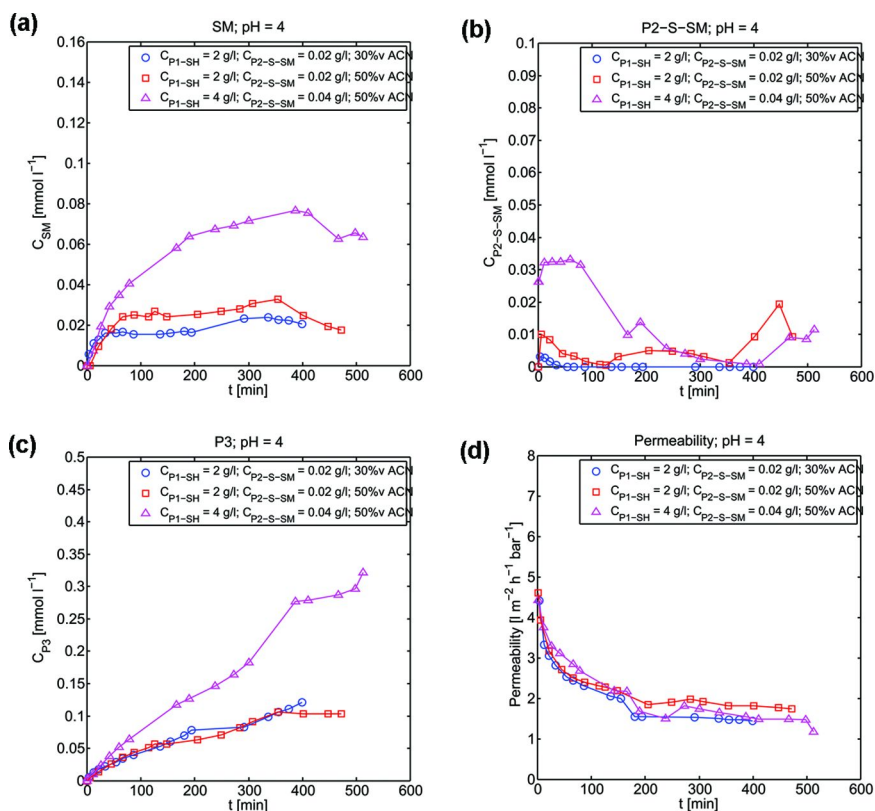 (a)
SM; pH = 4
C_P1−SH = 2 g/l; C_P2−S−SM = 0.02 g/l; 30%v ACN
C_P1−SH = 2 g/l; C_P2−S−SM = 0.02 g/l; 50%v ACN
C_P1−SH = 4 g/l; C_P2−S−SM = 0.04 g/l; 50%v ACN
0.16
0.14
0.12
0.1
0.08
0.06
0.04
0.02
0
C_SM [mmol l⁻¹]
0 100 200 300 400 500 600
t [min]
(b)
P2−S−SM; pH = 4
C_P1−SH = 2 g/l; C_P2−S−SM = 0.02 g/l; 30%v ACN
C_P1−SH = 2 g/l; C_P2−S−SM = 0.02 g/l; 50%v ACN
C_P1−SH = 4 g/l; C_P2−S−SM = 0.04 g/l; 50%v ACN
0.1
0.09
0.08
0.07
0.06
0.05
0.04
0.03
0.02
0.01
0
C_P2−S−SM [mmol l⁻¹]
0 100 200 300 400 500 600
t [min]
(c)
P3; pH = 4
C_P1−SH = 2 g/l; C_P2−S−SM = 0.02 g/l; 30%v ACN
C_P1−SH = 2 g/l; C_P2−S−SM = 0.02 g/l; 50%v ACN
C_P1−SH = 4 g/l; C_P2−S−SM = 0.04 g/l; 50%v ACN
0.5
0.45
0.4
0.35
0.3
0.25
0.2
0.15
0.1
0.05
0
C_P3 [mmol l⁻¹]
0 100 200 300 400 500 600
t [min]
(d)
Permeability; pH = 4
C_P1−SH = 2 g/l; C_P2−S−SM = 0.02 g/l; 30%v ACN
C_P1−SH = 2 g/l; C_P2−S−SM = 0.02 g/l; 50%v ACN
C_P1−SH = 4 g/l; C_P2−S−SM = 0.04 g/l; 50%v ACN
8
7
6
5
4
3
2
1
0
Permeability [l m⁻² h⁻¹ bar⁻¹]
0 100 200 300 400 500 600
t [min]